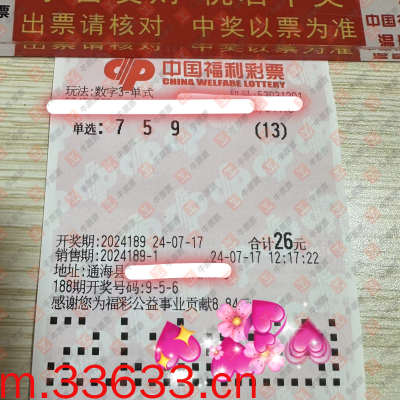 出票请核对
中奖以票为准
中国福利彩票
CHINA WELFARE LOTTERY
玩法:数字3-单式
单选: 7 5 9 (13)
开奖期:2024189 24-07-17 合计26元
销售期:2024189-1 24-07-17 12:17:22
地址:通海县
188期开奖号码:9-5-6
感谢您为福彩公益事业贡献8.84
m.33633.cn